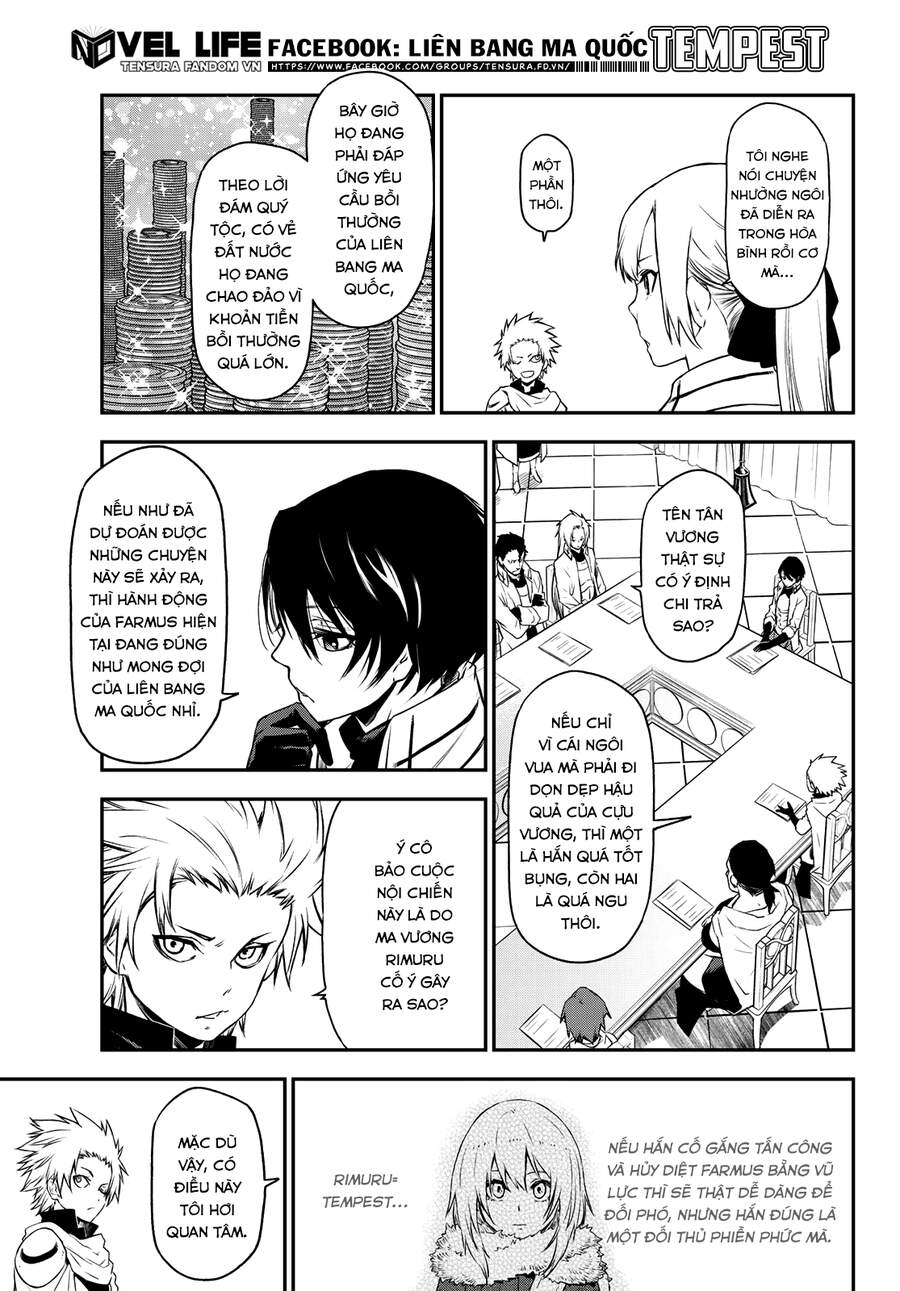 NOVEL LIFE
TENSURA FANDOM VN
FACEBOOK: LIÊN BANG MA QUỐC
HTTPS://WWW.FACEBOOK.COM/GROUPS/TENSURA.FD.VN/
TEMPEST
TÔI NGHE
NÓI CHUYỆN
NHƯỜNG NGÔI
ĐÃ DIỄN RA
TRONG HÒA
BÌNH RỒI CƠ
MÀ...
MỘT
PHẦN
THÔI.
BÂY GIỜ
HỌ ĐANG
PHẢI ĐÁP
ỨNG YÊU
CẦU BỒI
THƯỜNG
CỦA LIÊN
BANG MA
QUỐC,
THEO LỜI
ĐÁM QUÝ
TỘC, CÓ VẺ
ĐẤT NƯỚC
HỌ ĐANG
CHAO ĐẢO VÌ
KHOẢN TIỀN
BỒI THƯỜNG
QUÁ LỚN.
TÊN TÂN
VƯƠNG
THẬT SỰ
CÓ Ý ĐỊNH
CHI TRẢ
SAO?
NẾU CHỈ
VÌ CÁI NGÔI
VUA MÀ PHẢI ĐI
DỌN DẸP HẬU
QUẢ CỦA CỰU
VƯƠNG, THÌ MỘT
LÀ HẮN QUÁ TỐT
BỤNG, CÒN HAI
LÀ QUÁ NGU
THÔI.
NẾU NHƯ ĐÃ
DỰ ĐOÁN ĐƯỢC
NHỮNG CHUYỆN
NÀY SẼ XẢY RA,
THÌ HÀNH ĐỘNG
CỦA FARMUS HIỆN
TẠI ĐANG ĐÚNG
NHƯ MONG ĐỢI
CỦA LIÊN BANG
MA QUỐC NHỈ.
Ý CÔ
BẢO CUỘC
NỘI CHIẾN
NÀY LÀ DO
MA VƯƠNG
RIMURU
CỐ Ý GÂY
RA SAO?
NẾU HẮN CỐ GẮNG TẤN CÔNG
VÀ HỦY DIỆT FARMUS BẰNG VŨ
LỰC THÌ SẼ THẬT DỄ DÀNG ĐỂ
ĐỐI PHÓ, NHƯNG HẮN ĐÚNG LÀ
MỘT ĐỐI THỦ PHIỀN PHỨC MÀ.
RIMURU=
TEMPEST...
MẶC DÙ
VẬY, CÓ
ĐIỀU NÀY
TÔI HƠI
QUAN TÂM.